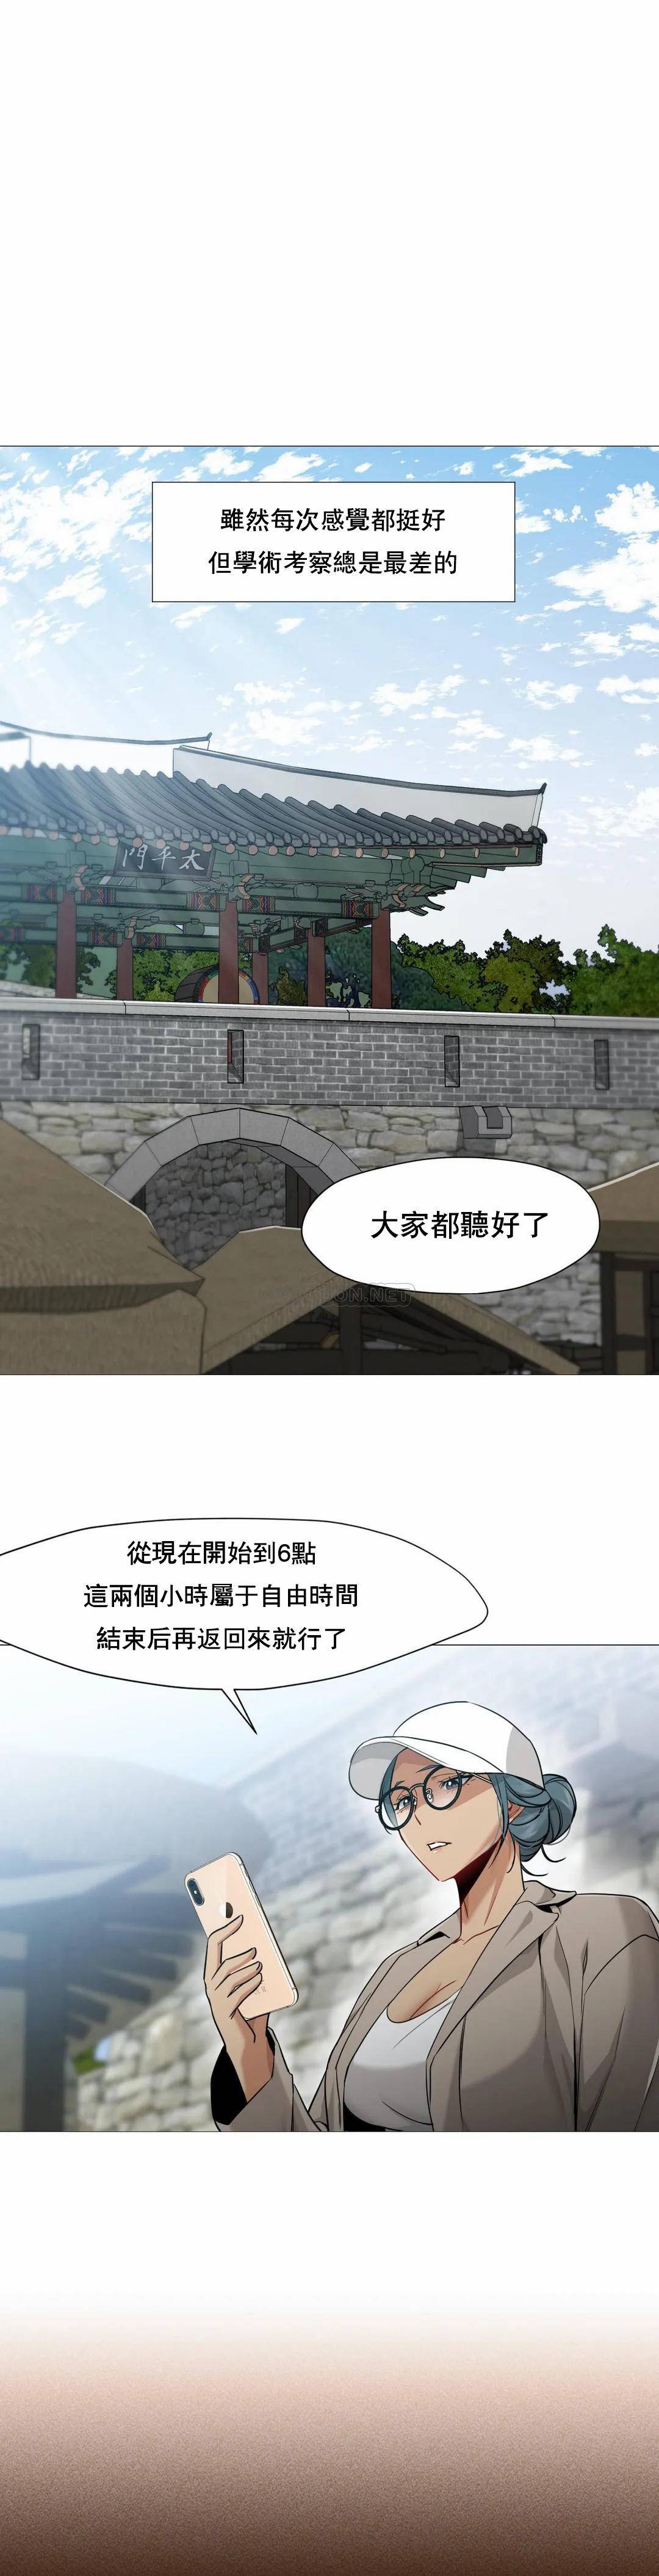 雖然每次感覺都挺好
但學術考察總是最差的
太平門
大家都聽好了
從現在開始到6點
這兩個小時屬于自由時間
結束后再返回來就行了